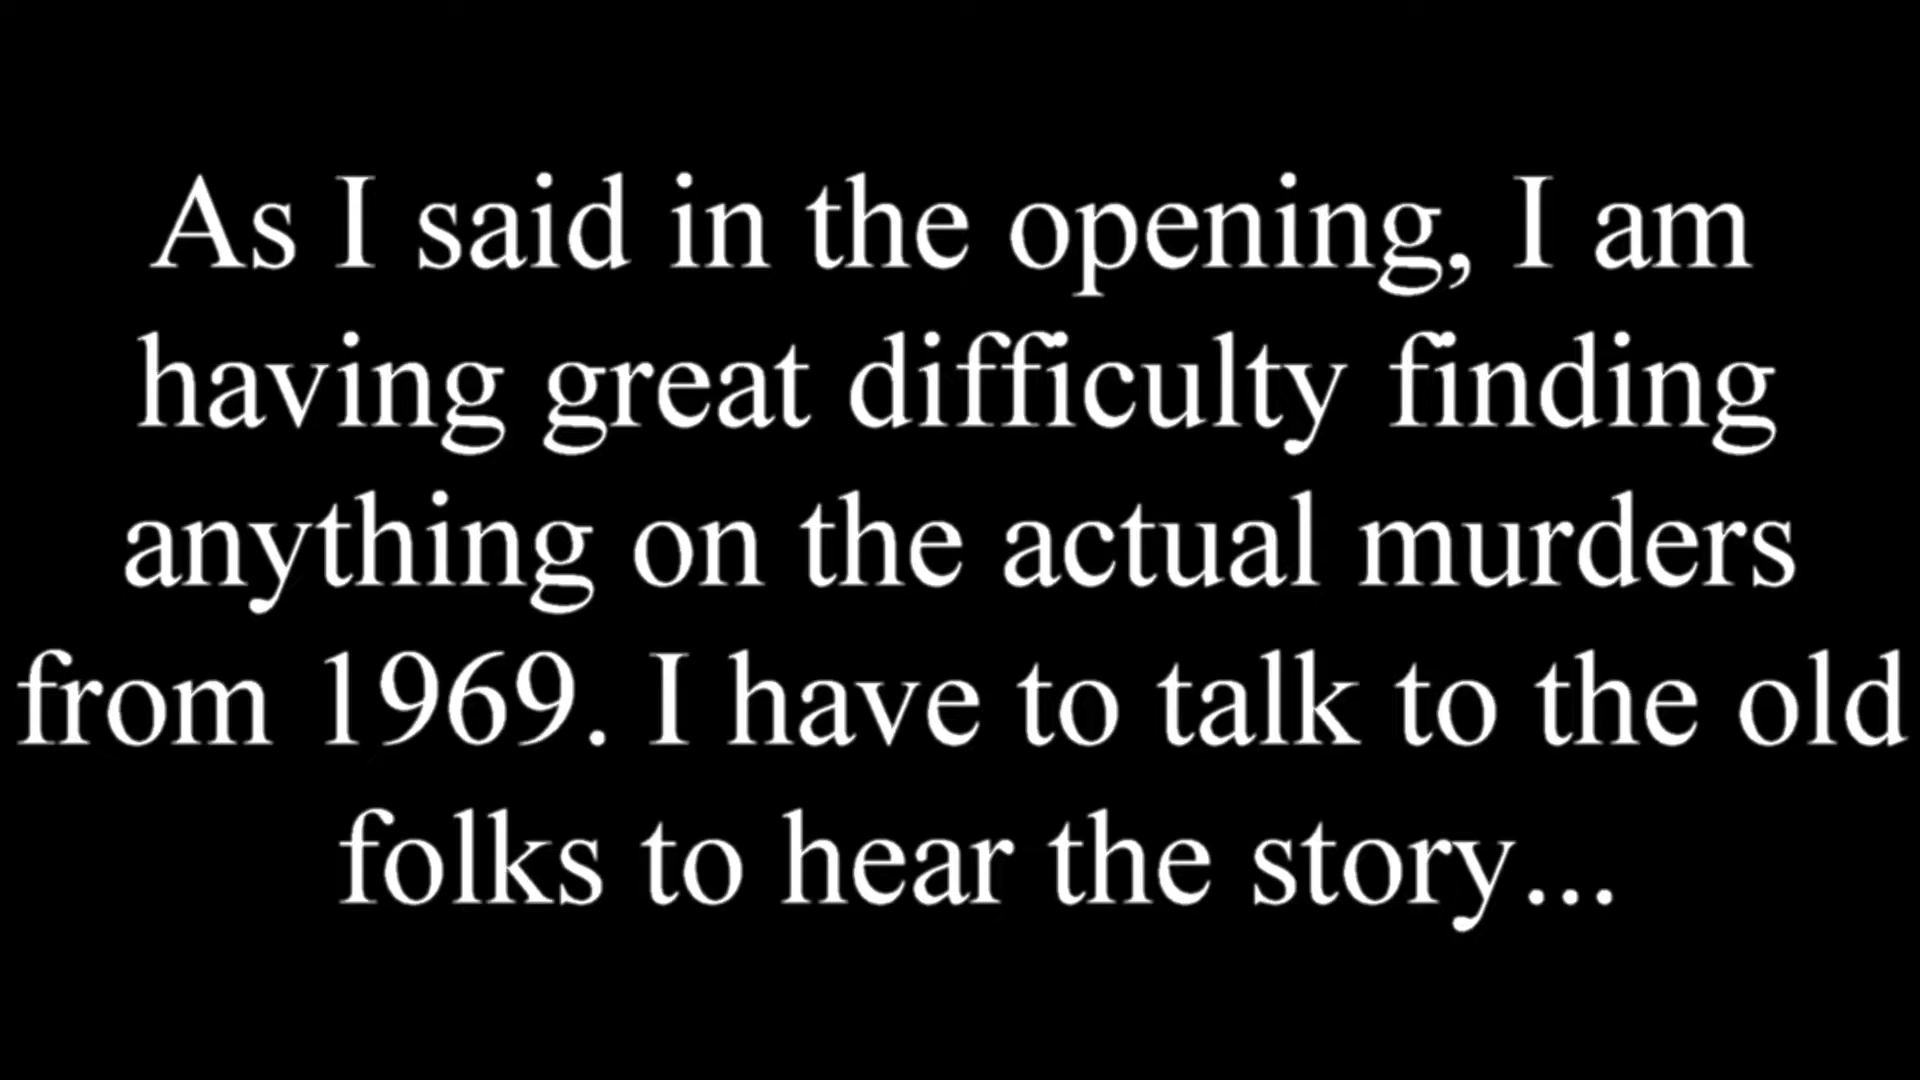 As I said in the opening, I am
having great difficulty finding
anything on the actual murders
from 1969. I have to talk to the old
folks to hear the story...